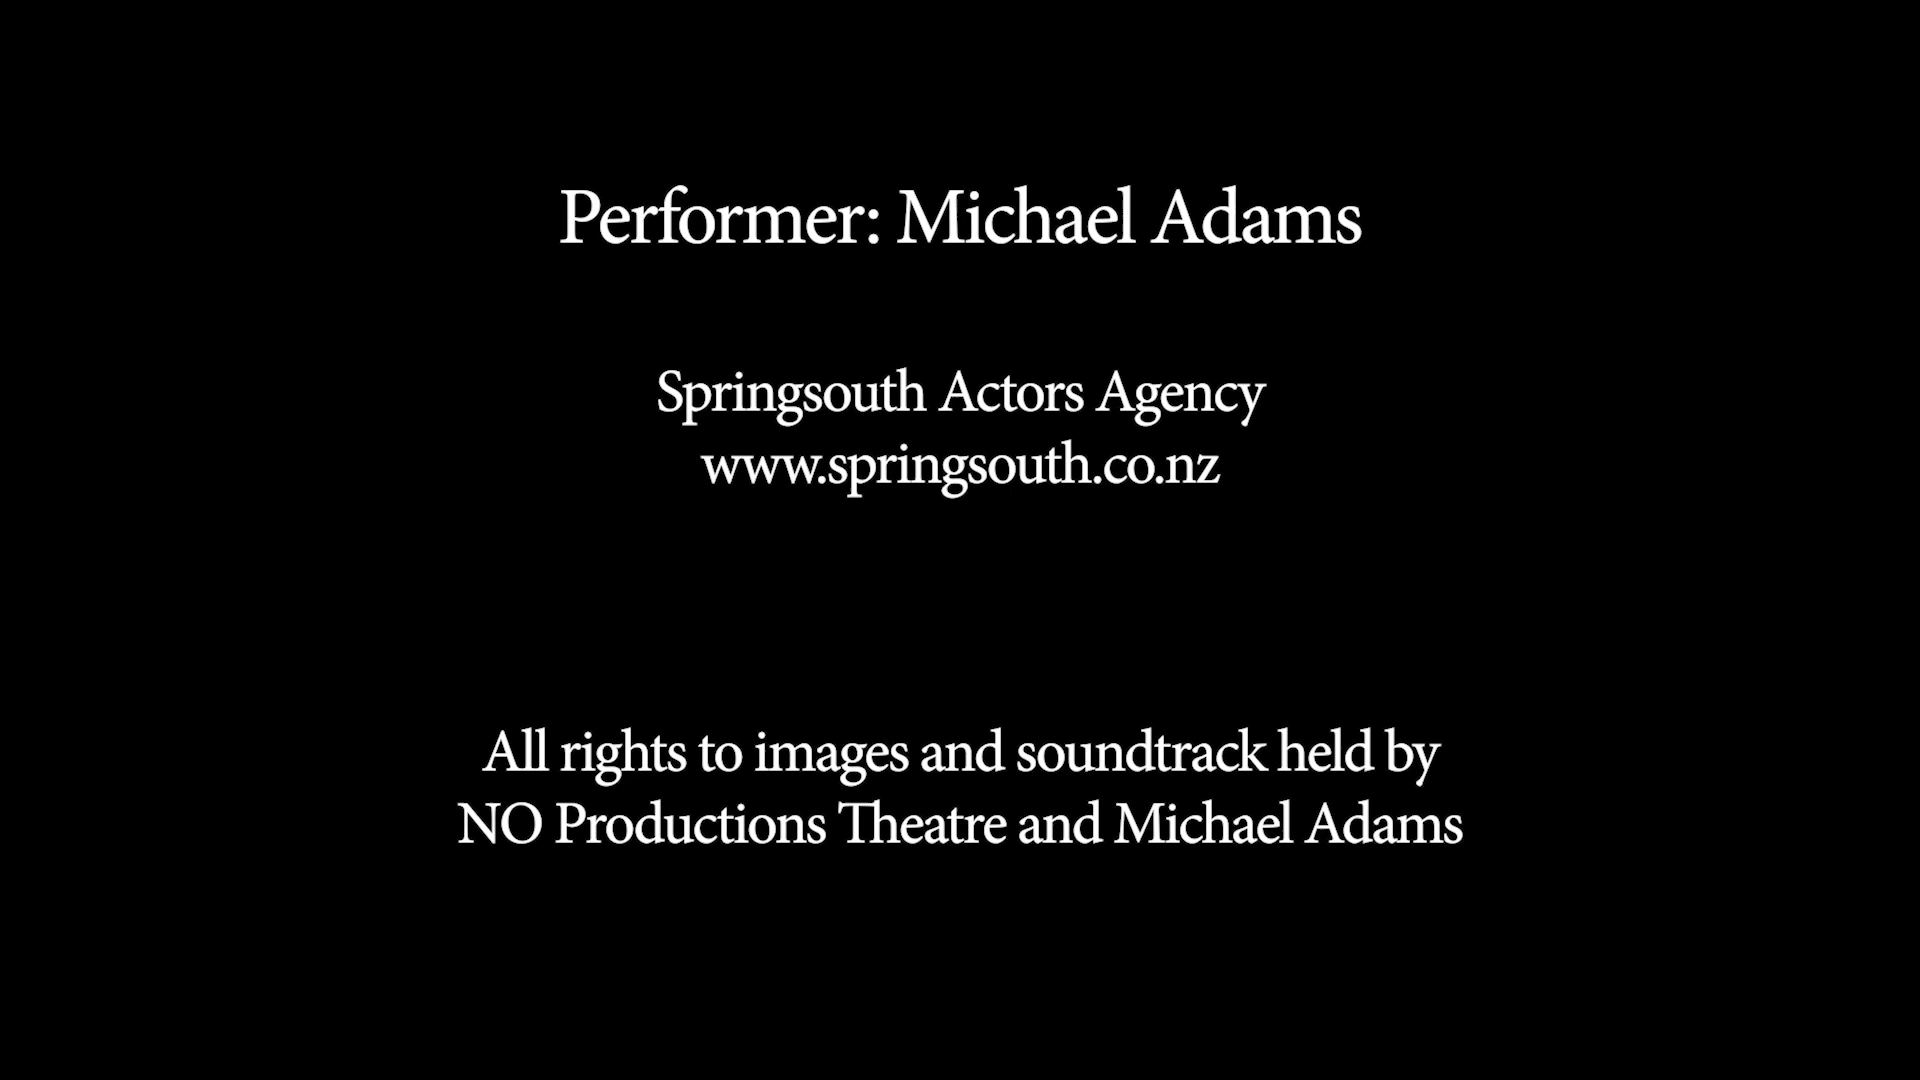 Performer: Michael Adams
Springsouth Actors Agency
www.springsouth.co.nz
All rights to images and soundtrack held by
NO Productions Theatre and Michael Adams